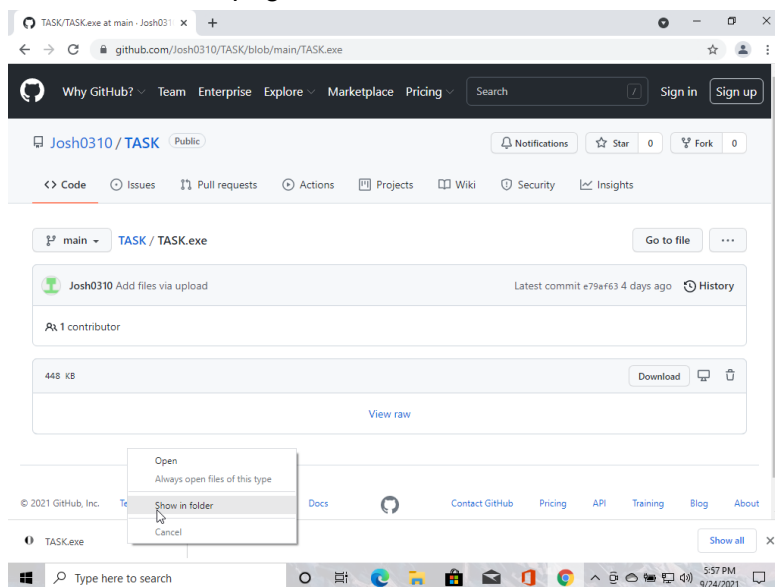 TASK/TASK.exe at main · Josh031
github.com/Josh0310/TASK/blob/main/TASK.exe
Why GitHub? Team Enterprise Explore Marketplace Pricing Search / Sign in Sign up
Josh0310 / TASK Public Notifications Star 0 Fork 0
<> Code Issues Pull requests Actions Projects Wiki Security Insights
main TASK / TASK.exe Go to file ...
Josh0310 Add files via upload Latest commit e79af63 4 days ago History
1 contributor
448 KB Download
View raw
Open
Always open files of this type
Show in folder
Cancel
© 2021 GitHub, Inc. Te Docs Contact GitHub Pricing API Training Blog About
TASK.exe Show all
Type here to search 5:57 PM
9/24/2021